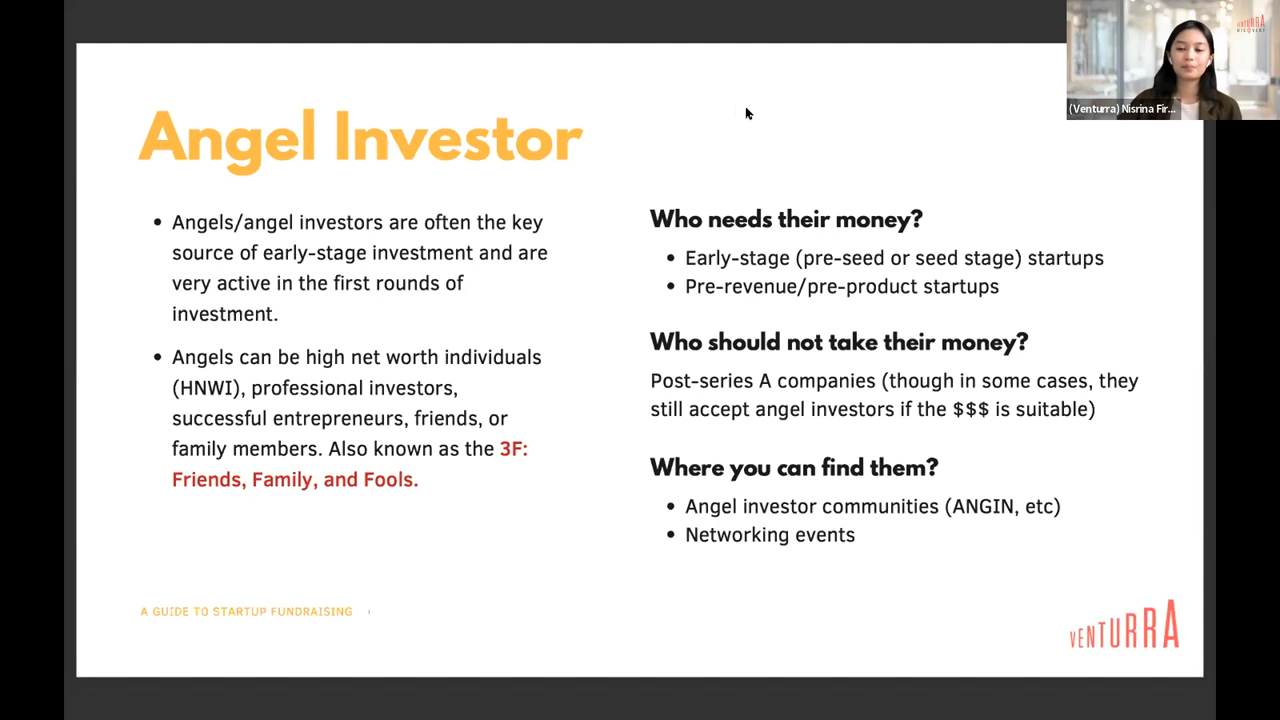 VENTURRA
DISCOVERY
(Venturra) Nisrina Fir...
Angel Investor
• Angels/angel investors are often the key
source of early-stage investment and are
very active in the first rounds of
investment.
• Angels can be high net worth individuals
(HNWI), professional investors,
successful entrepreneurs, friends, or
family members. Also known as the 3F:
Friends, Family, and Fools.
Who needs their money?
• Early-stage (pre-seed or seed stage) startups
• Pre-revenue/pre-product startups
Who should not take their money?
Post-series A companies (though in some cases, they
still accept angel investors if the $$$ is suitable)
Where you can find them?
• Angel investor communities (ANGIN, etc)
• Networking events
A GUIDE TO STARTUP FUNDRAISING
VENTURRA